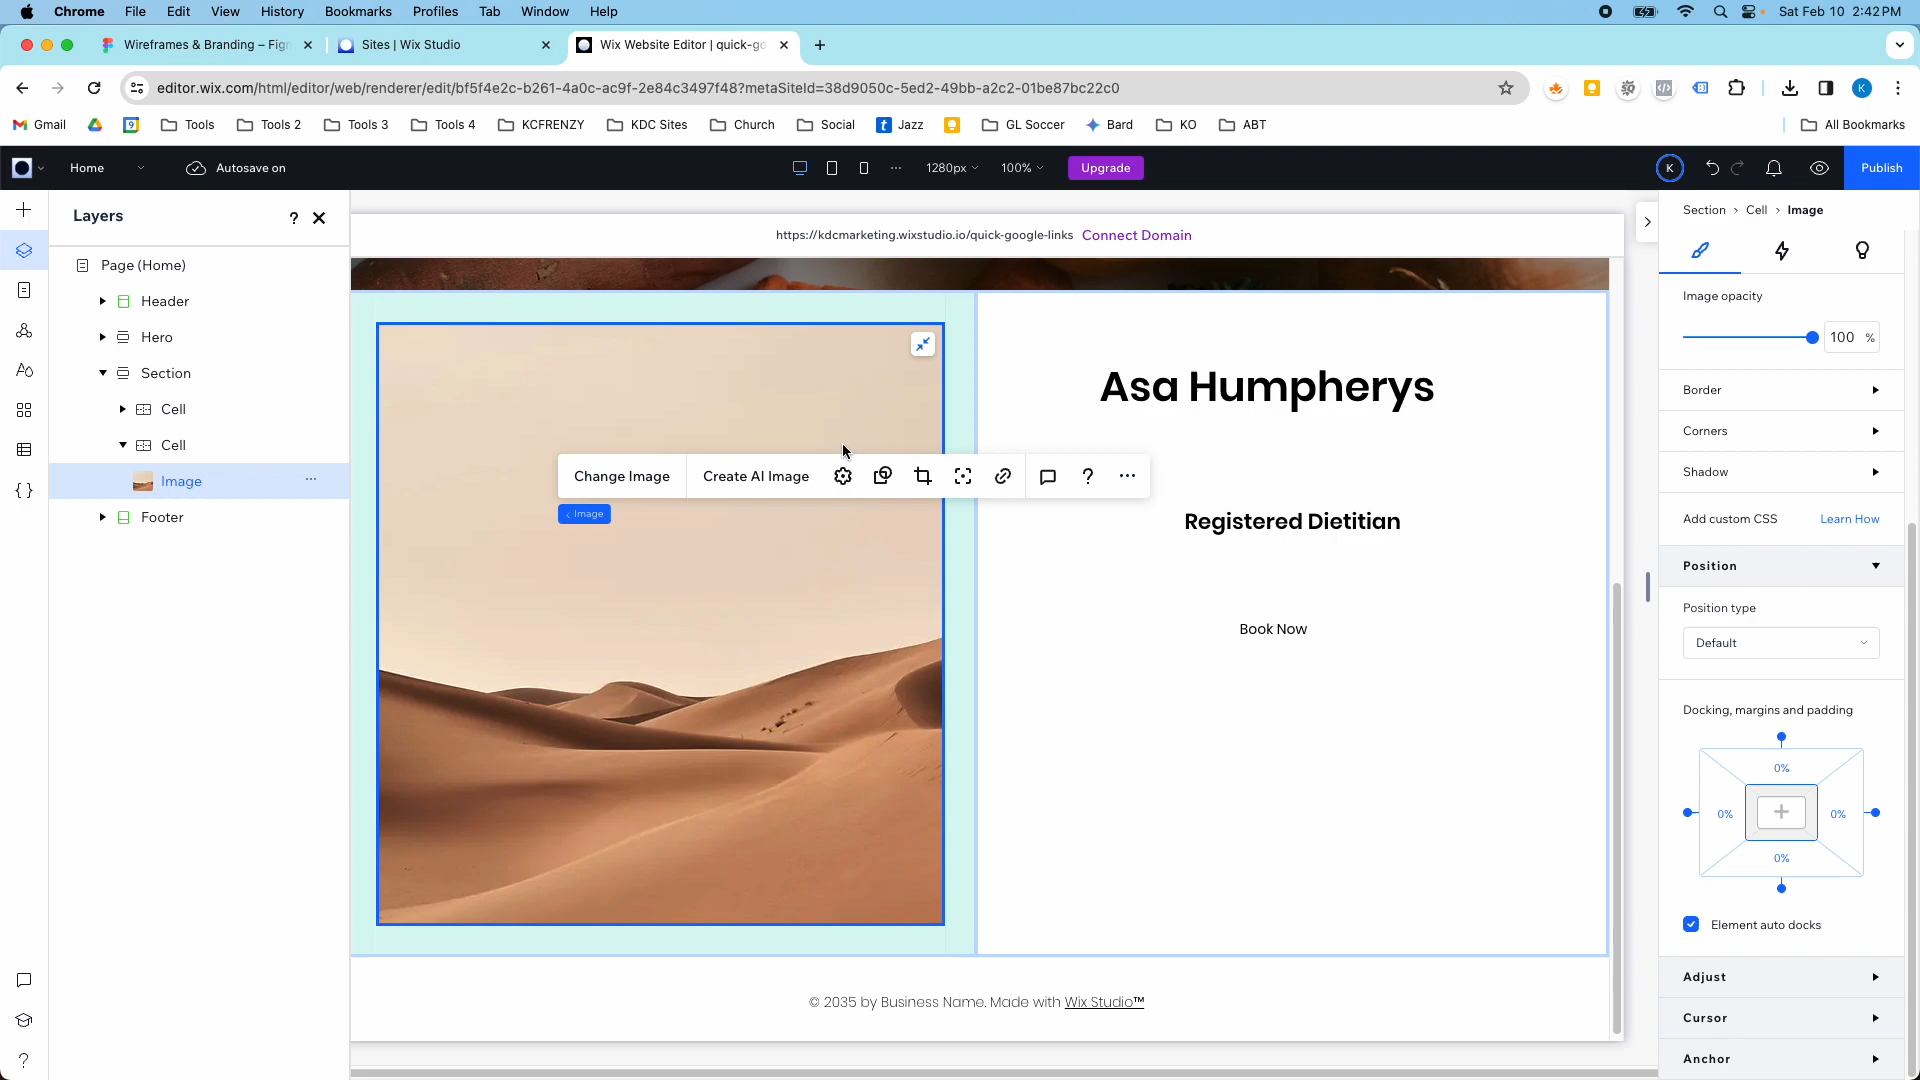 Chrome File Edit View History Bookmarks Profiles Tab Window Help Sat Feb 10 2:42 PM
Wireframes & Branding – Fig Sites | Wix Studio Wix Website Editor | quick-go
editor.wix.com/html/editor/web/renderer/edit/bf5f4e2c-b261-4a0c-ac9f-2e84c3497f48?metaSiteId=38d9050c-5ed2-49bb-a2c2-01be87bc22c0 K
Gmail Tools Tools 2 Tools 3 Tools 4 KCFRENZY KDC Sites Church Social Jazz GL Soccer Bard KO ABT All Bookmarks
Home Autosave on 1280px 100% Upgrade K Publish
Layers ?
Page (Home)
Header
Hero
Section
Cell
Cell
Image
Footer
https://kdcmarketing.wixstudio.io/quick-google-links Connect Domain
Change Image Create AI Image ?
Image
Asa Humpherys
Registered Dietitian
Book Now
© 2035 by Business Name. Made with Wix Studio™
Section > Cell > Image
Image opacity
100 %
Border
Corners
Shadow
Add custom CSS Learn How
Position
Position type
Default
Docking, margins and padding
0%
0% 0%
0%
Element auto docks
Adjust
Cursor
Anchor